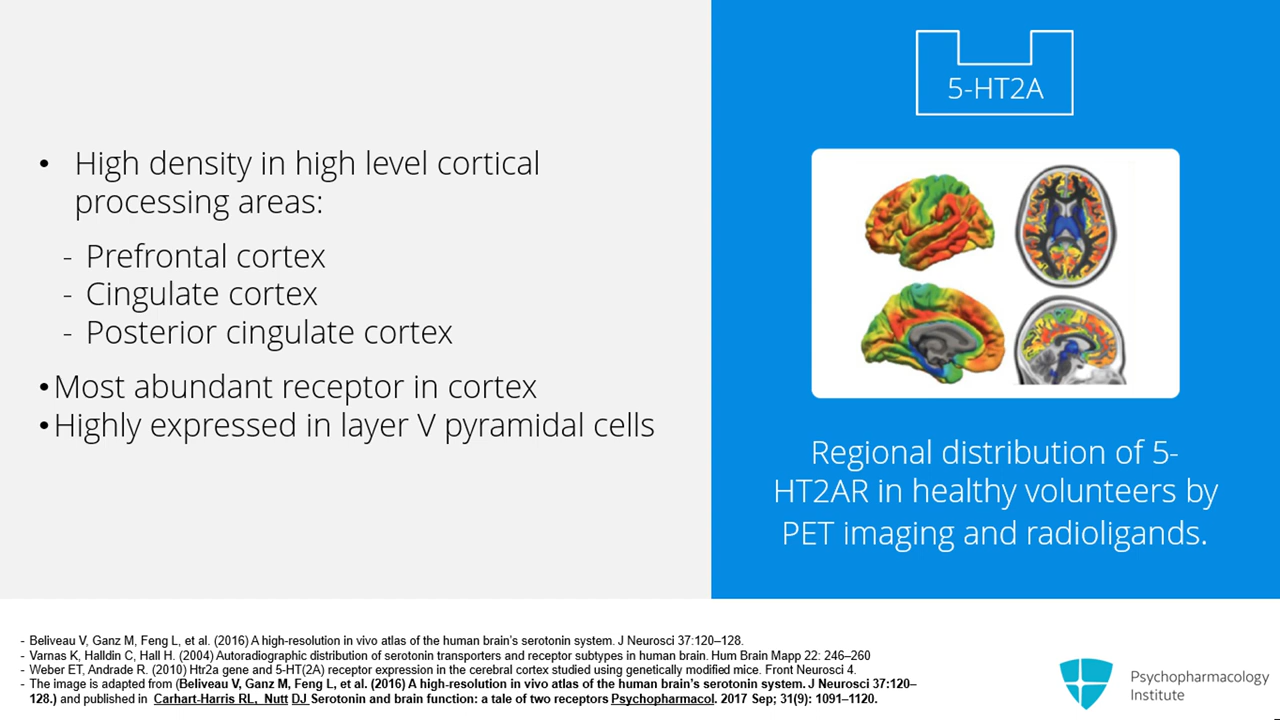 • High density in high level cortical
processing areas:
- Prefrontal cortex
- Cingulate cortex
- Posterior cingulate cortex
•Most abundant receptor in cortex
•Highly expressed in layer V pyramidal cells
5-HT2A
Regional distribution of 5-
HT2AR in healthy volunteers by
PET imaging and radioligands.
- Beliveau V, Ganz M, Feng L, et al. (2016) A high-resolution in vivo atlas of the human brain's serotonin system. J Neurosci 37:120–128.
- Varnas K, Halldin C, Hall H. (2004) Autoradiographic distribution of serotonin transporters and receptor subtypes in human brain. Hum Brain Mapp 22: 246–260
- Weber ET, Andrade R. (2010) Htr2a gene and 5-HT(2A) receptor expression in the cerebral cortex studied using genetically modified mice. Front Neurosci 4.
- The image is adapted from (Beliveau V, Ganz M, Feng L, et al. (2016) A high-resolution in vivo atlas of the human brain's serotonin system. J Neurosci 37:120–
128.) and published in Carhart-Harris RL, Nutt DJ Serotonin and brain function: a tale of two receptors Psychopharmacol. 2017 Sep; 31(9): 1091–1120.
Psychopharmacology
Institute